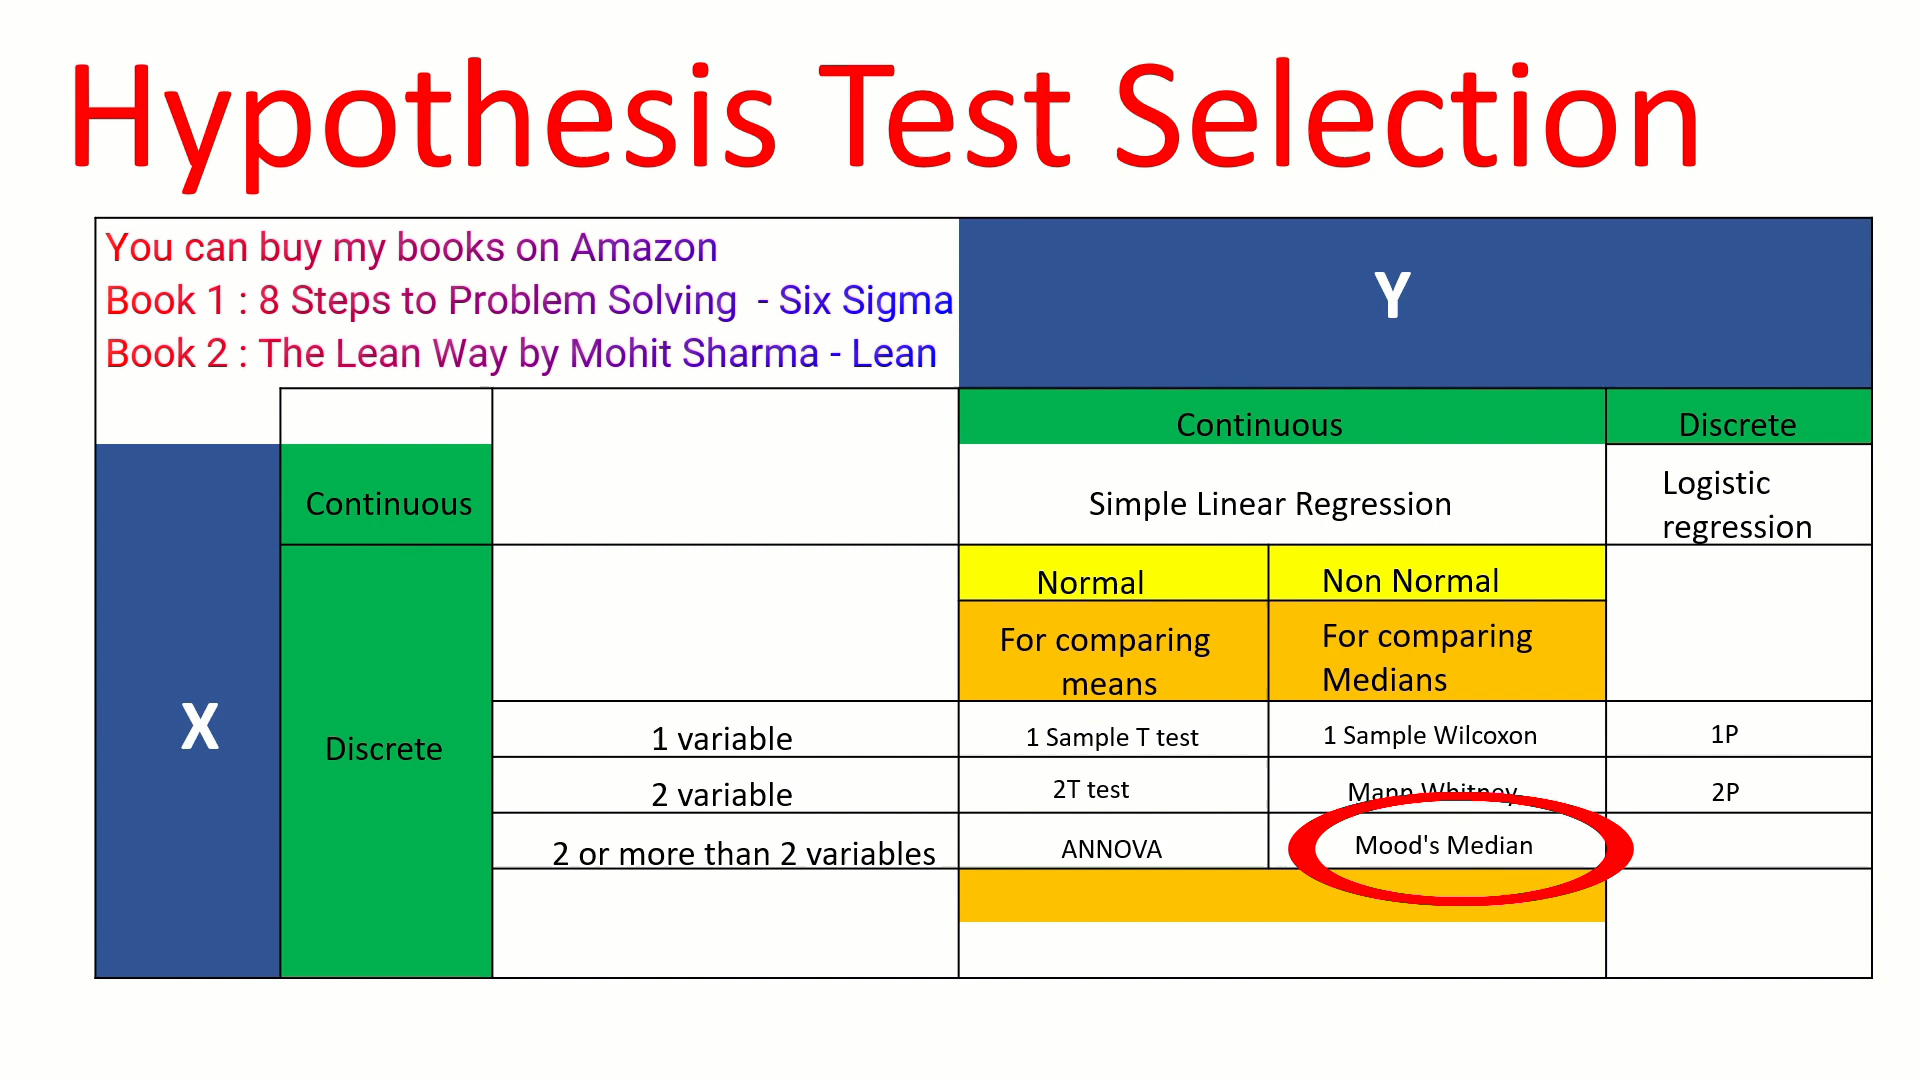 Hypothesis Test Selection
You can buy my books on Amazon
Book 1 : 8 Steps to Problem Solving - Six Sigma
Book 2 : The Lean Way by Mohit Sharma - Lean
Y
Continuous
Discrete
X
Continuous
Simple Linear Regression
Logistic
regression
Discrete
Normal
Non Normal
For comparing
means
For comparing
Medians
1 variable
1 Sample T test
1 Sample Wilcoxon
1P
2 variable
2T test
Mann Whitney
2P
2 or more than 2 variables
ANNOVA
Mood's Median